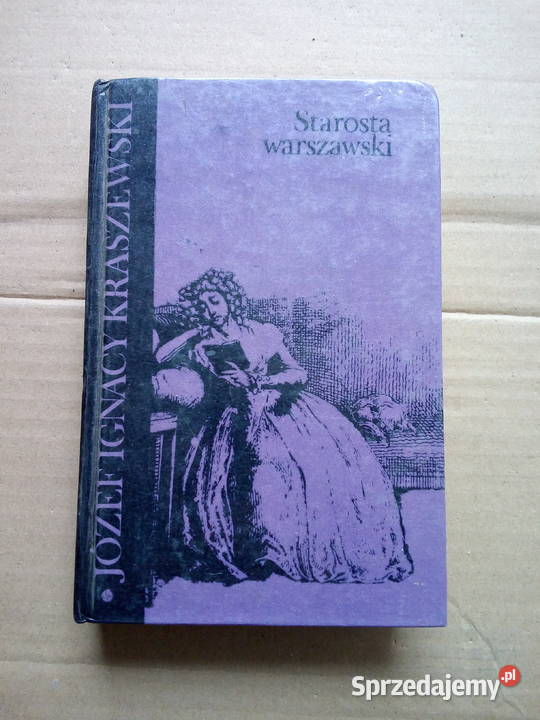 Starosta
warszawski
JÓZEF IGNACY KRASZEWSKI
Sprzedajemy.pl